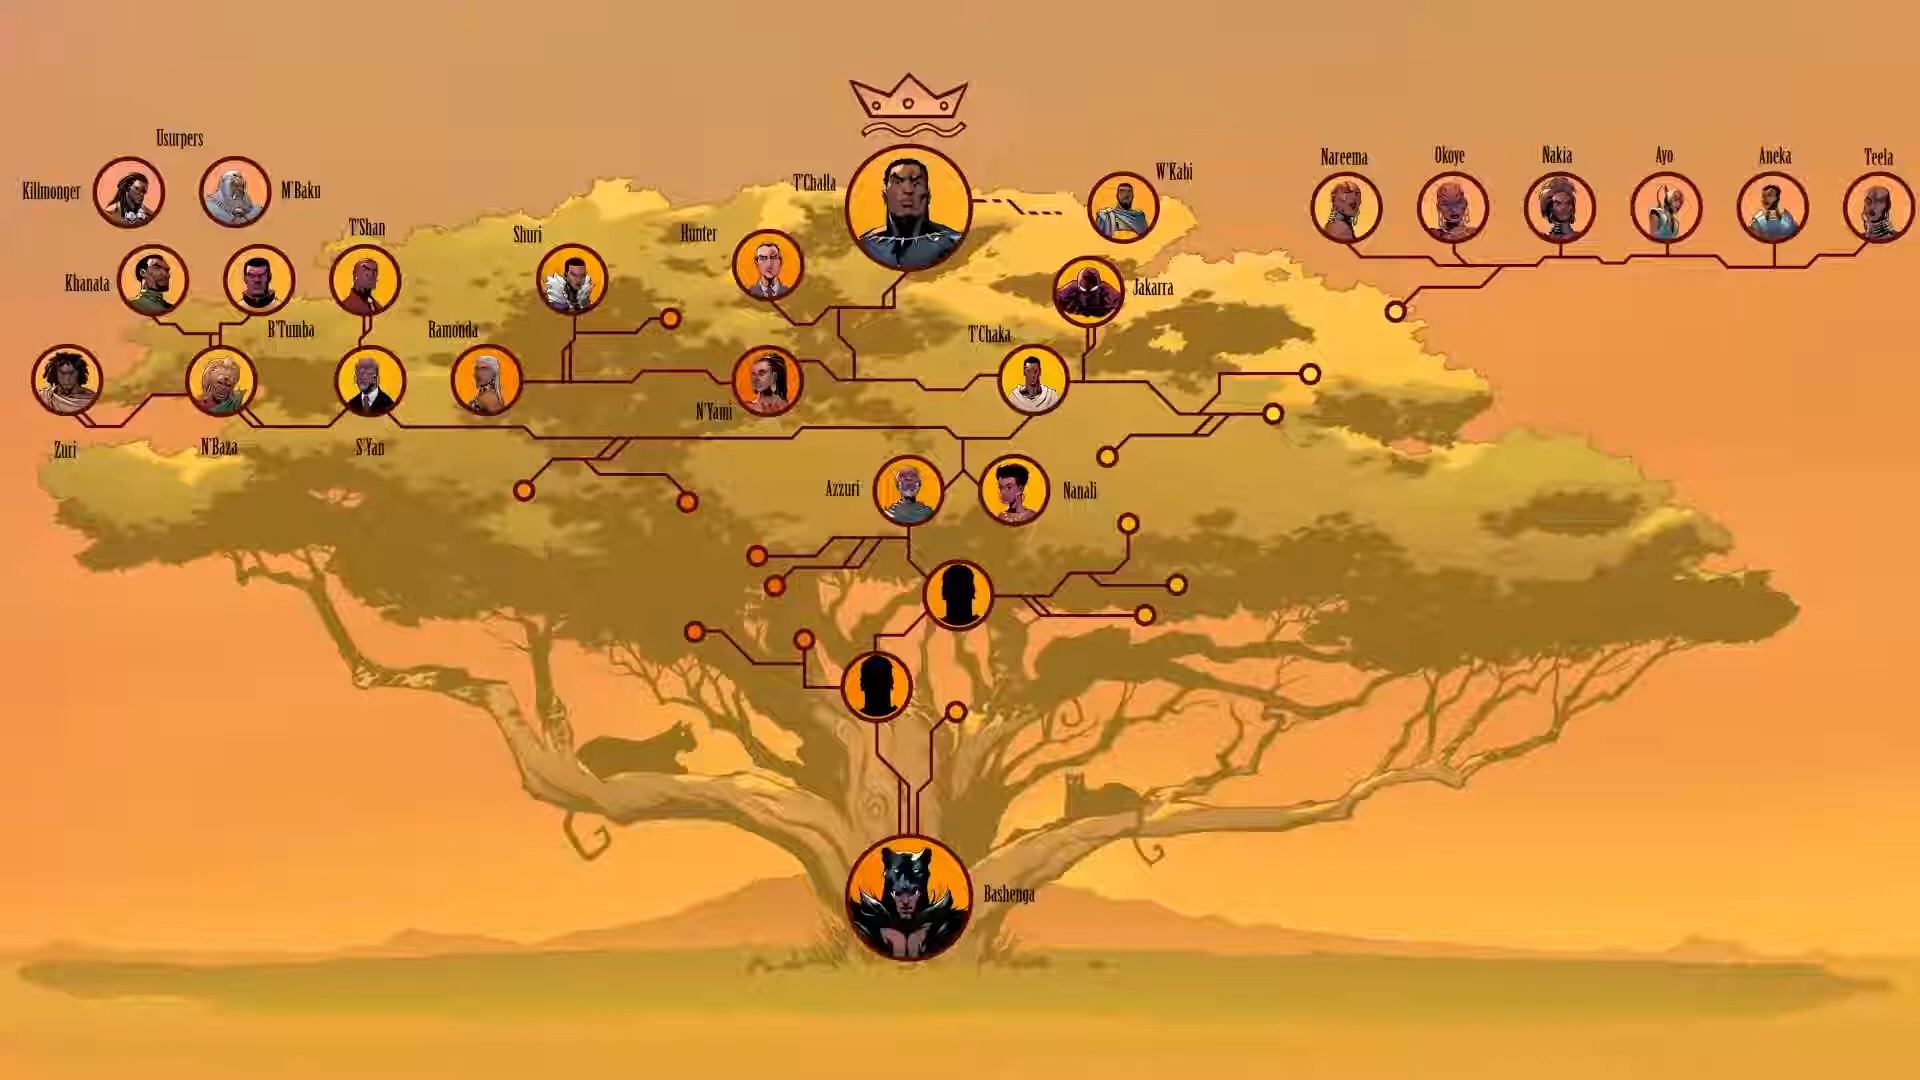 Usurpers
Killmonger
M'Baku
T'Challa
W'Kabi
Nareema
Okoye
Nakia
Ayo
Aneka
Teela
T'Shan
Shuri
Hunter
Khanata
Jakarra
B'Tumba
Ramonda
T'Chaka
N'Yami
Zuri
N'Baza
S'Yan
Azzuri
Nanali
Bashenga